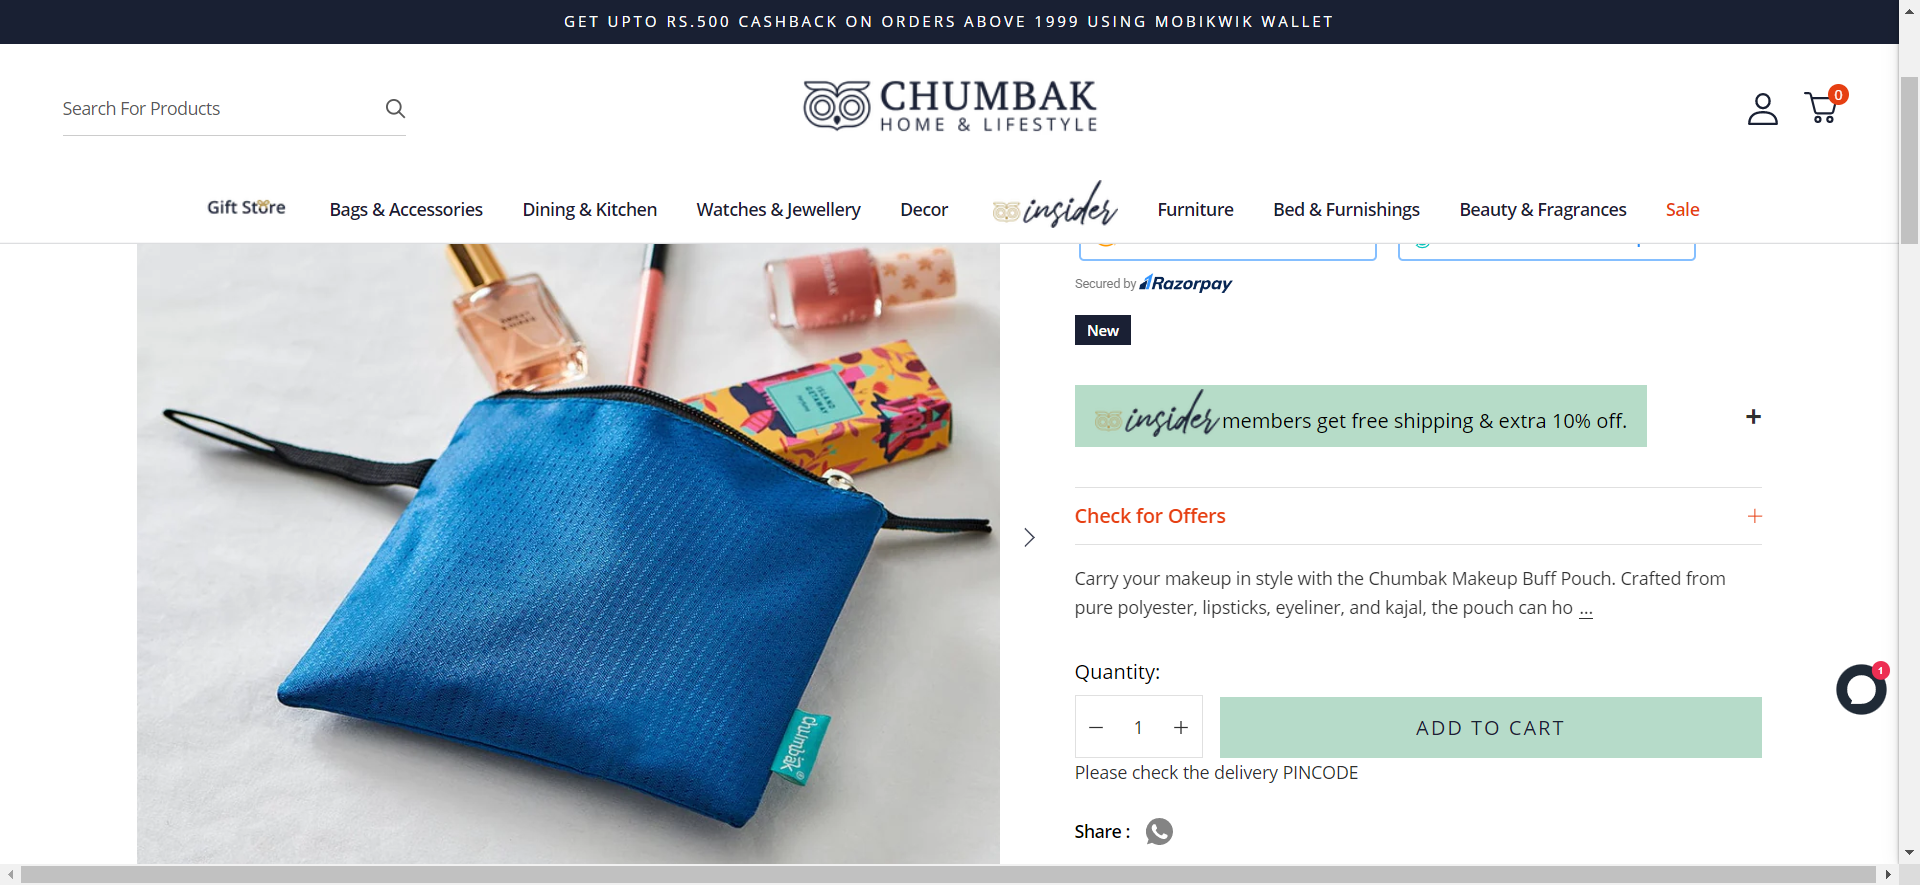 GET UPTO RS.500 CASHBACK ON ORDERS ABOVE 1999 USING MOBIKWIK WALLET
Search For Products
CHUMBAK
HOME & LIFESTYLE
0
Gift Store
Bags & Accessories
Dining & Kitchen
Watches & Jewellery
Decor
insider
Furniture
Bed & Furnishings
Beauty & Fragrances
Sale
CHUMBAK
ISLAND
GETAWAY
Chumbak
Secured by Razorpay
New
insider members get free shipping & extra 10% off.
+
Check for Offers
+
Carry your makeup in style with the Chumbak Makeup Buff Pouch. Crafted from
pure polyester, lipsticks, eyeliner, and kajal, the pouch can ho ...
Quantity:
− 1 +
ADD TO CART
Please check the delivery PINCODE
Share :
1